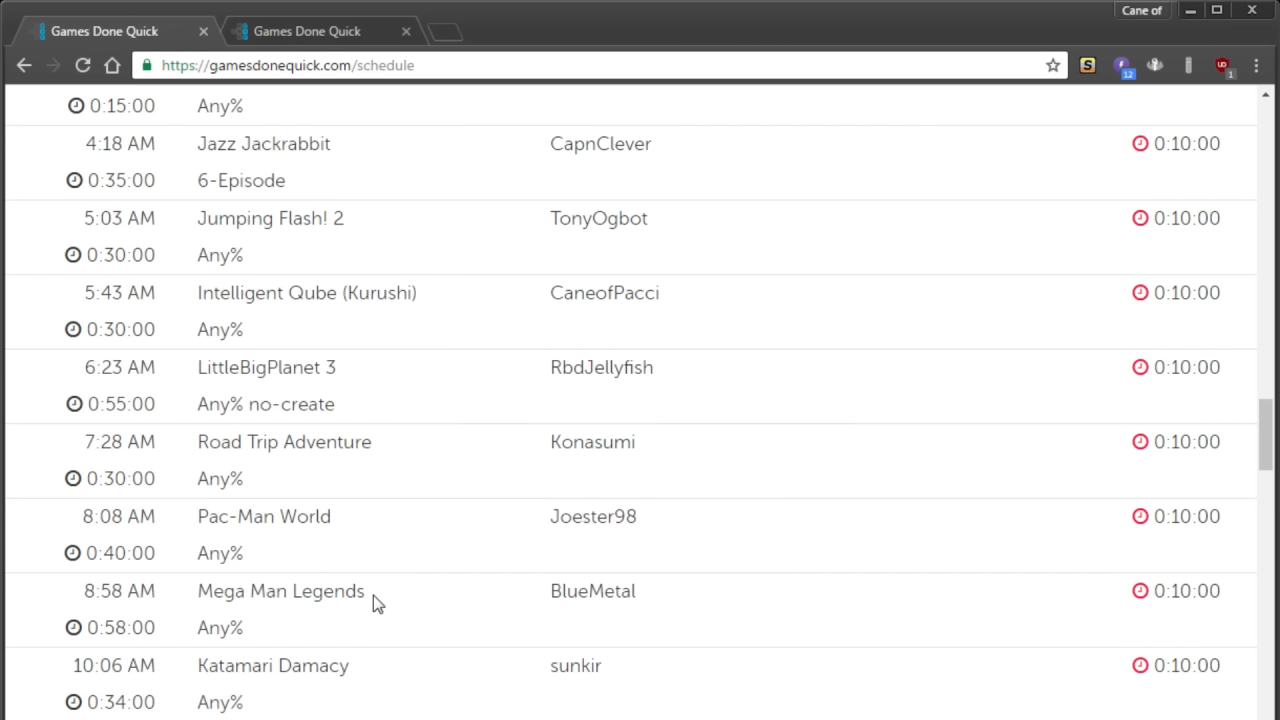 Cane of
Games Done Quick
Games Done Quick
https://gamesdonequick.com/schedule
12
1
0:15:00 Any%
4:18 AM Jazz Jackrabbit CapnClever 0:10:00
0:35:00 6-Episode
5:03 AM Jumping Flash! 2 TonyOgbot 0:10:00
0:30:00 Any%
5:43 AM Intelligent Qube (Kurushi) CaneofPacci 0:10:00
0:30:00 Any%
6:23 AM LittleBigPlanet 3 RbdJellyfish 0:10:00
0:55:00 Any% no-create
7:28 AM Road Trip Adventure Konasumi 0:10:00
0:30:00 Any%
8:08 AM Pac-Man World Joester98 0:10:00
0:40:00 Any%
8:58 AM Mega Man Legends BlueMetal 0:10:00
0:58:00 Any%
10:06 AM Katamari Damacy sunkir 0:10:00
0:34:00 Any%